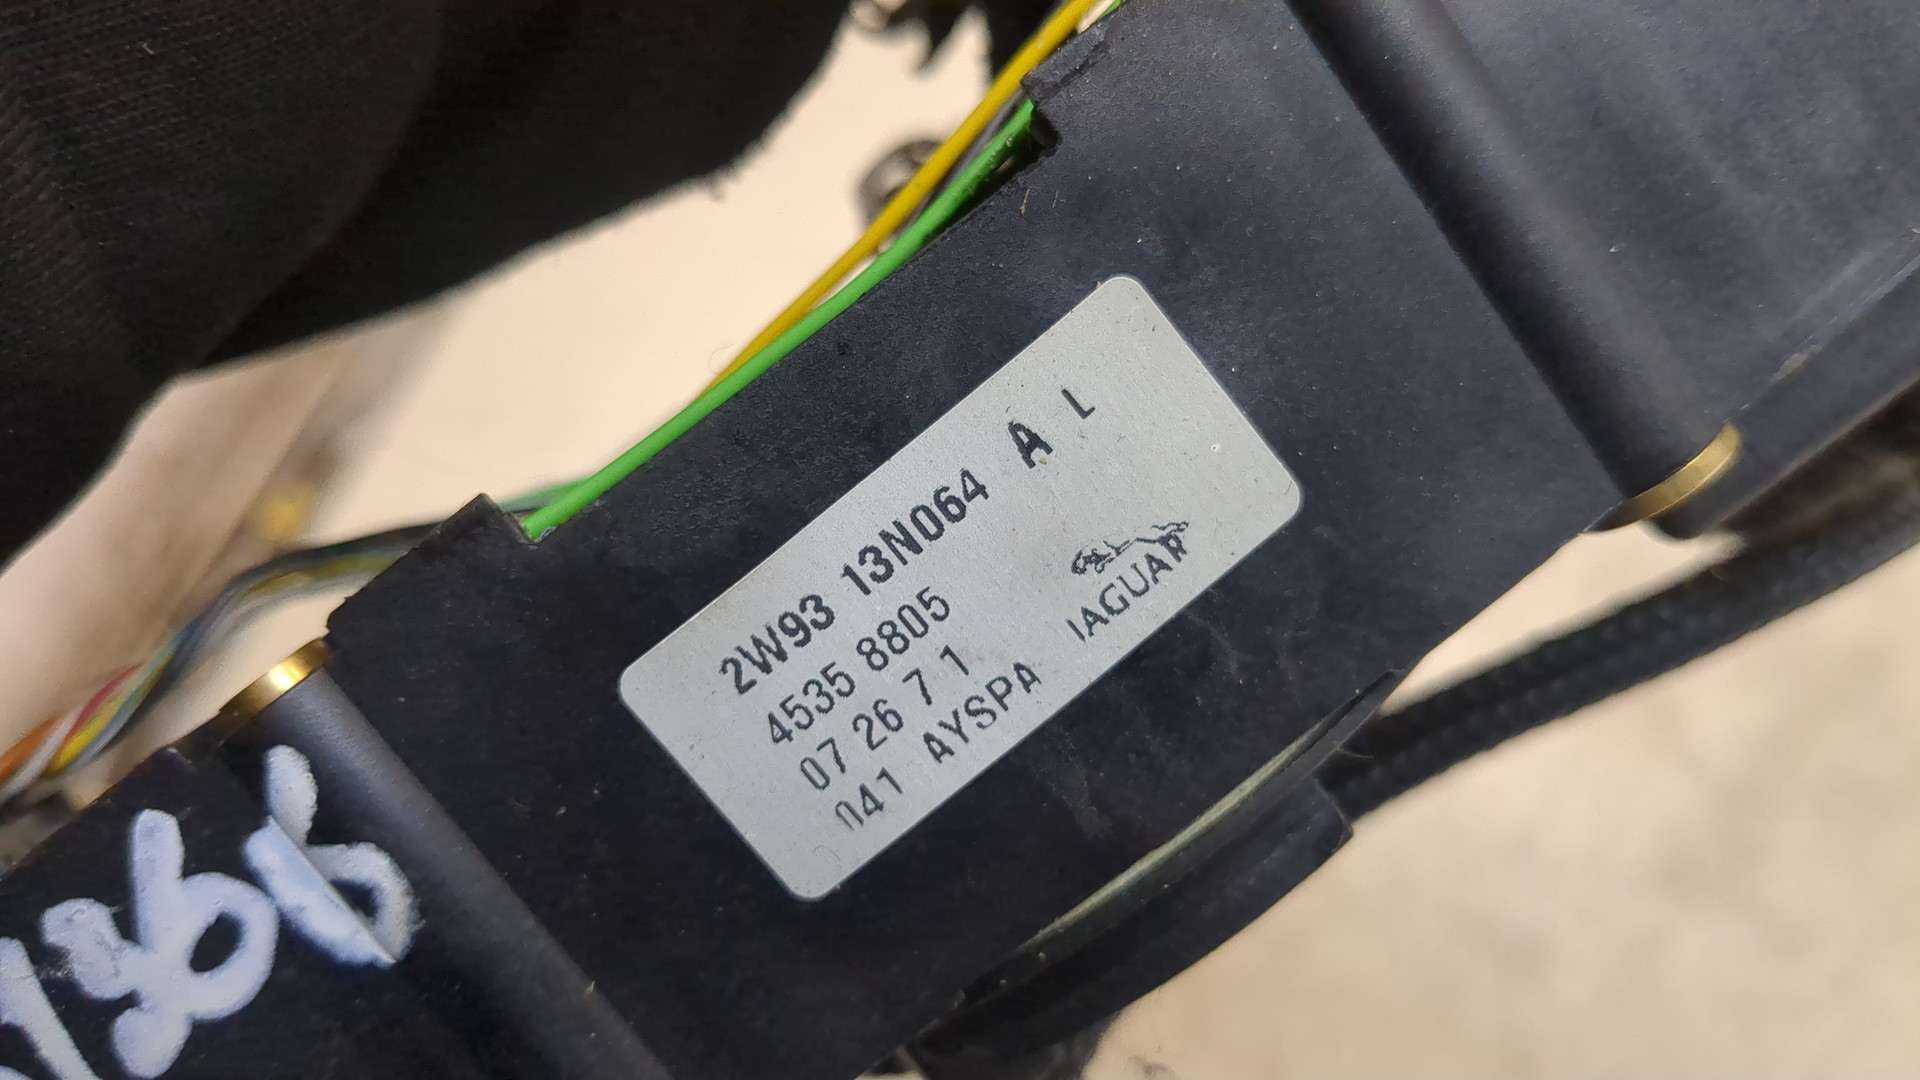 2W93 13N064 A L
4535 8805
07 26 7 1
041 AYSPA
JAGUAR